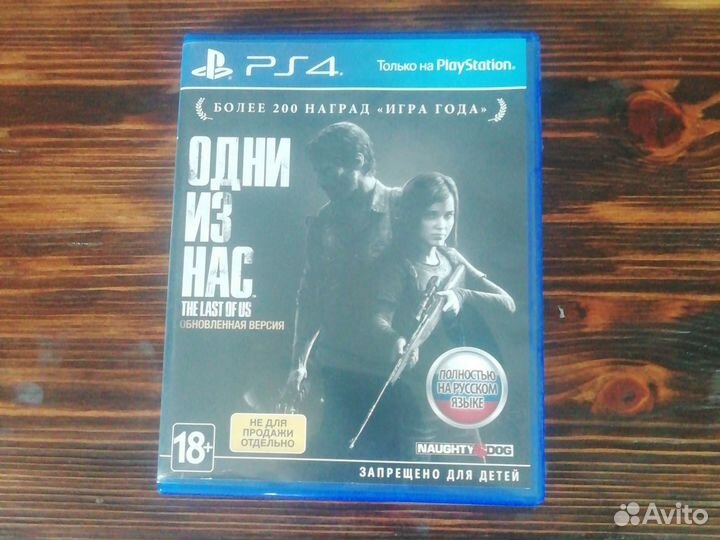 PS4
Только на PlayStation
БОЛЕЕ 200 НАГРАД «ИГРА ГОДА»
ОДНИ
ИЗ
НАС
THE LAST OF US
ОБНОВЛЕННАЯ ВЕРСИЯ
ПОЛНОСТЬЮ
НА РУССКОМ
ЯЗЫКЕ
НЕ ДЛЯ
ПРОДАЖИ
ОТДЕЛЬНО
18+
NAUGHTY DOG
ЗАПРЕЩЕНО ДЛЯ ДЕТЕЙ
Avito